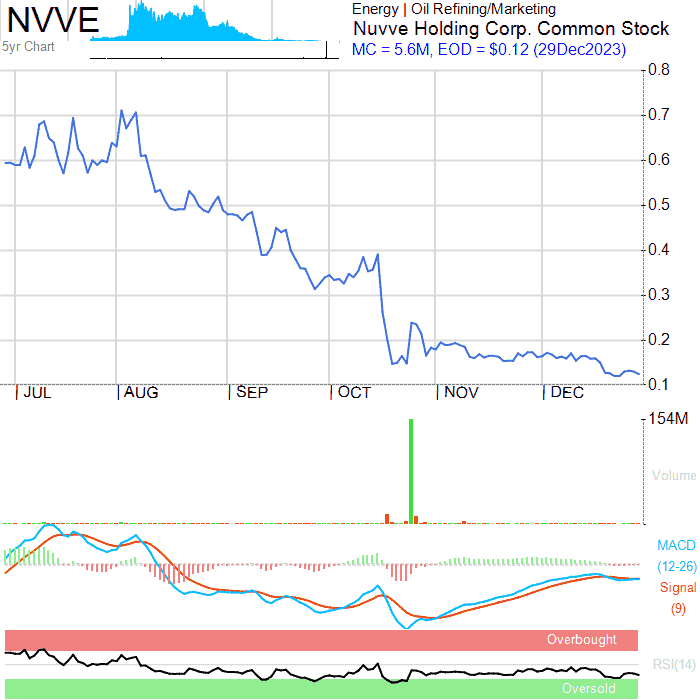 NVVE
5yr Chart
Energy | Oil Refining/Marketing
Nuvve Holding Corp. Common Stock
MC = 5.6M, EOD = $0.12 (29Dec2023)
0.8
0.7
0.6
0.5
0.4
0.3
0.2
0.1
JUL AUG SEP OCT NOV DEC
154M
Volume
MACD
(12-26)
Signal
(9)
Overbought
RSI(14)
Oversold